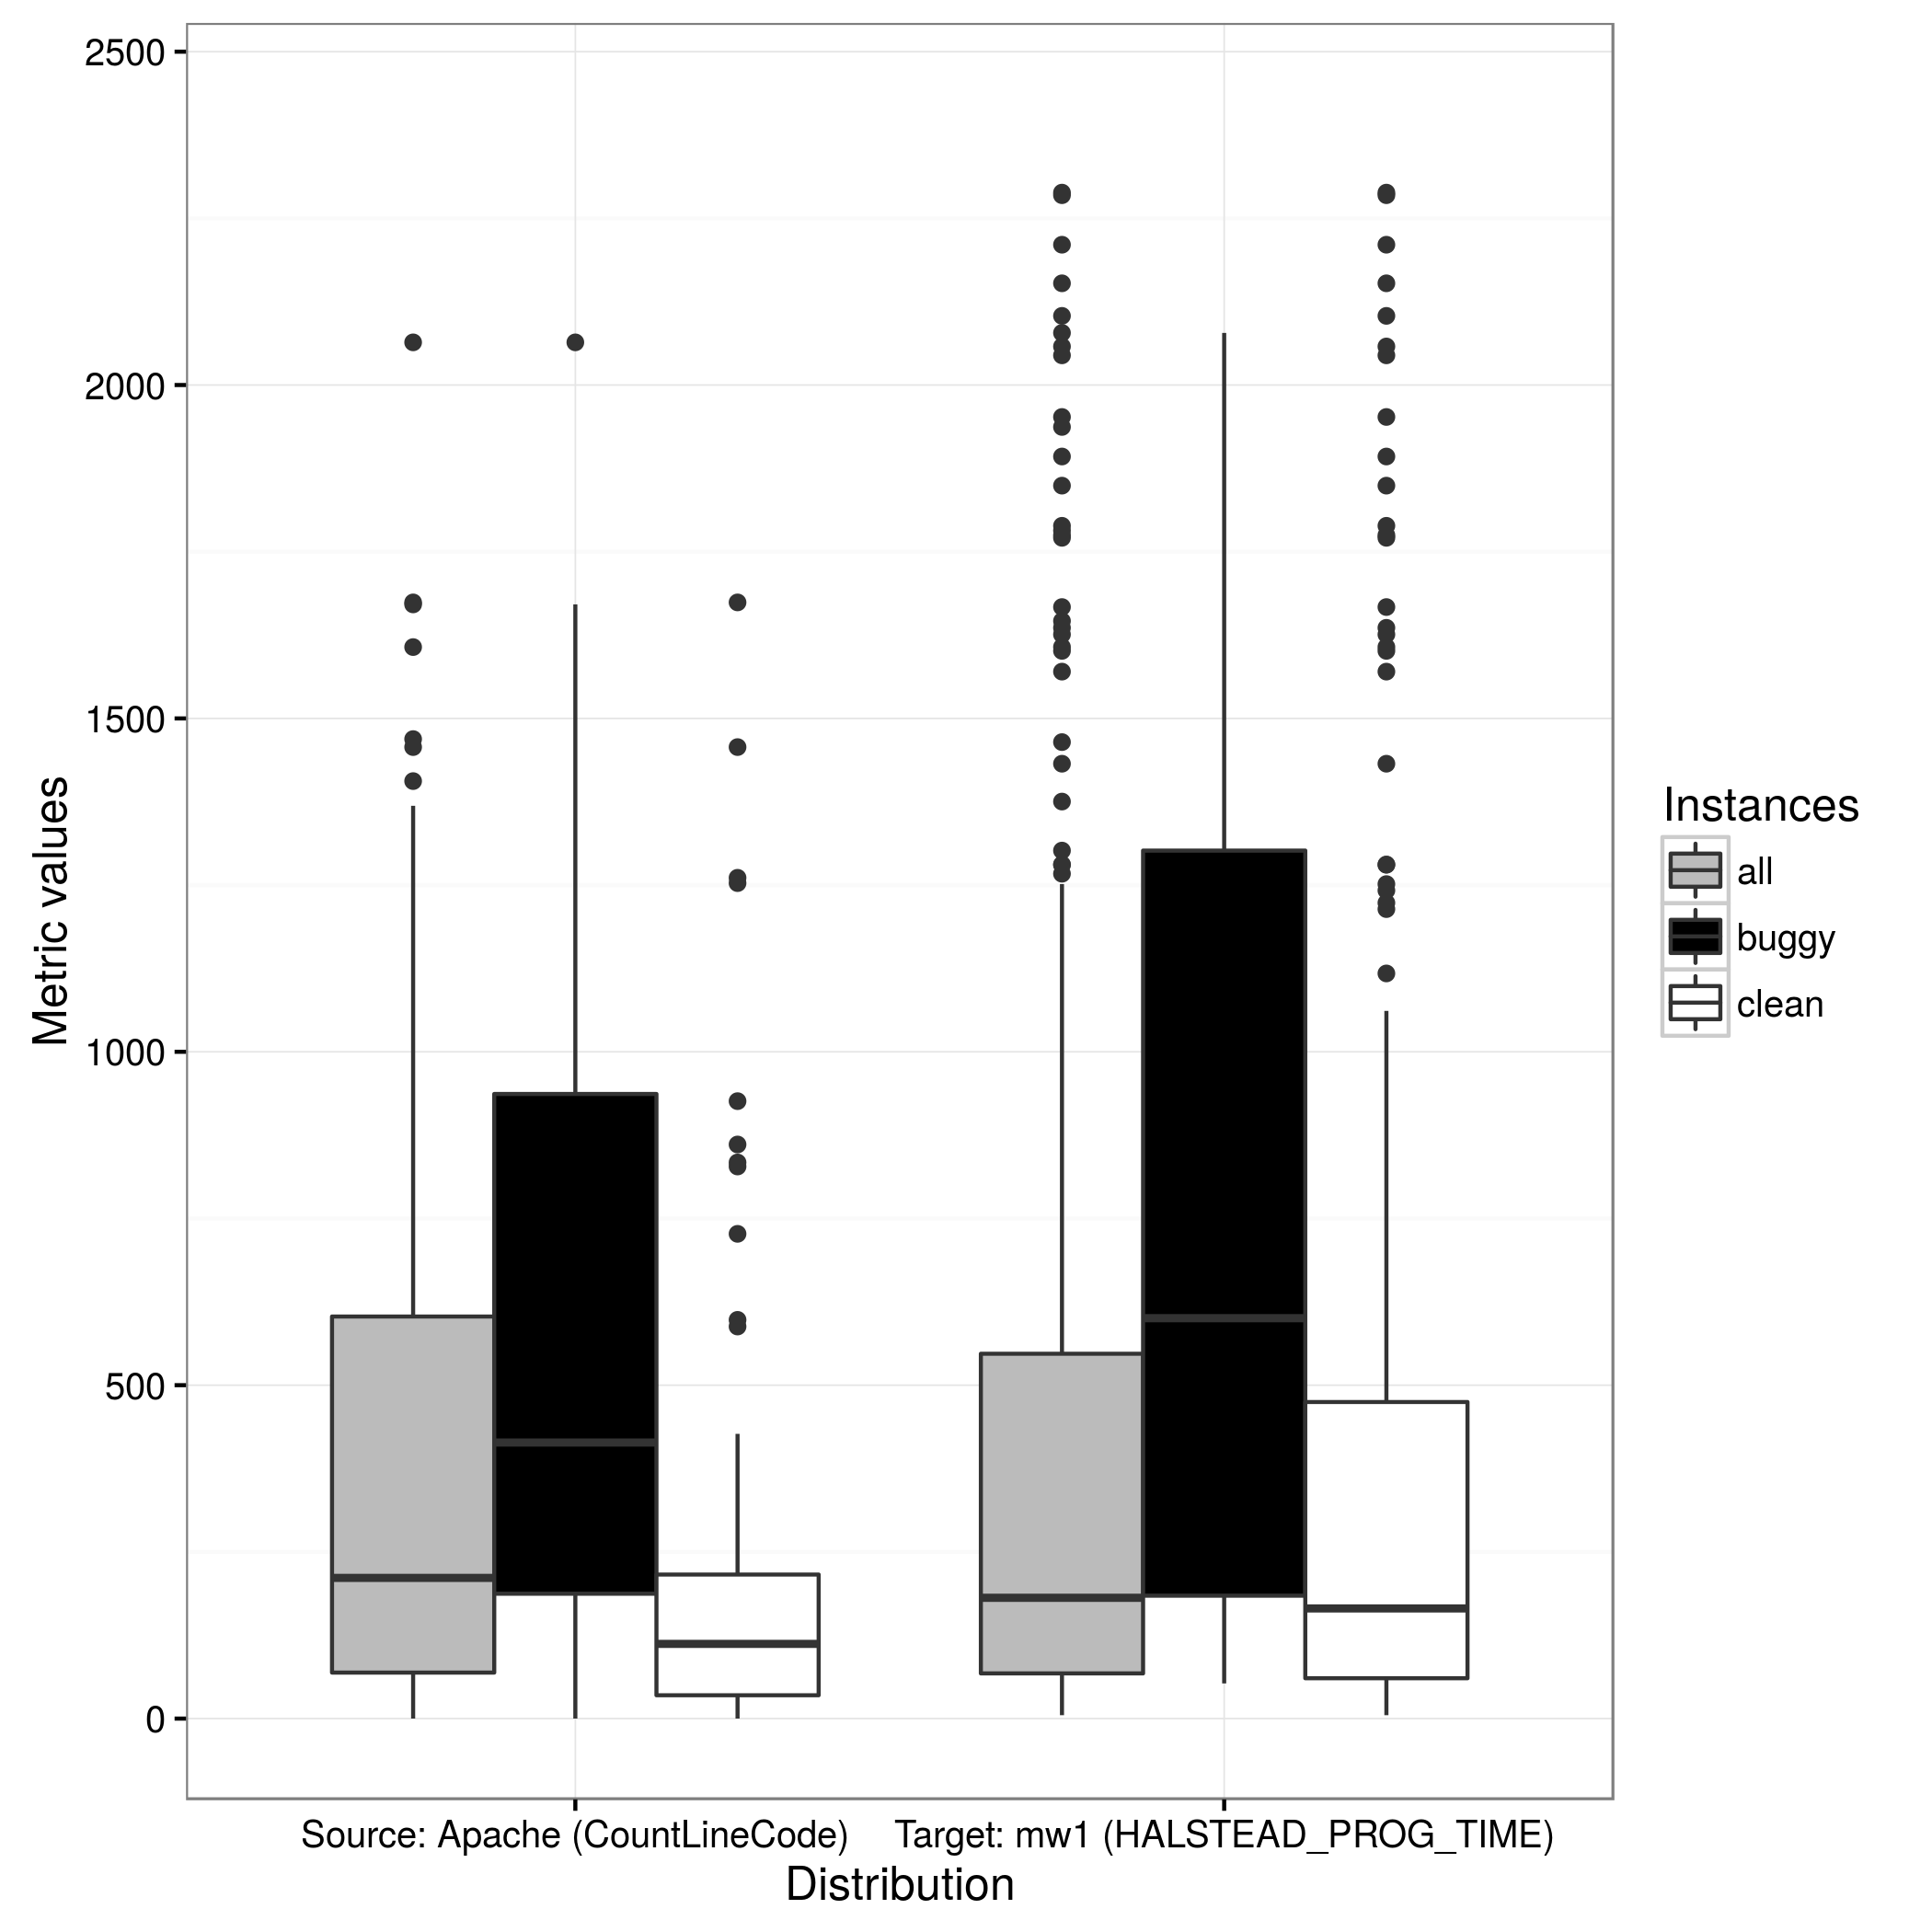 2500
2000
1500
1000
500
0
Metric values
Source: Apache (CountLineCode)
Target: mw1 (HALSTEAD_PROG_TIME)
Distribution
Instances
all
buggy
clean